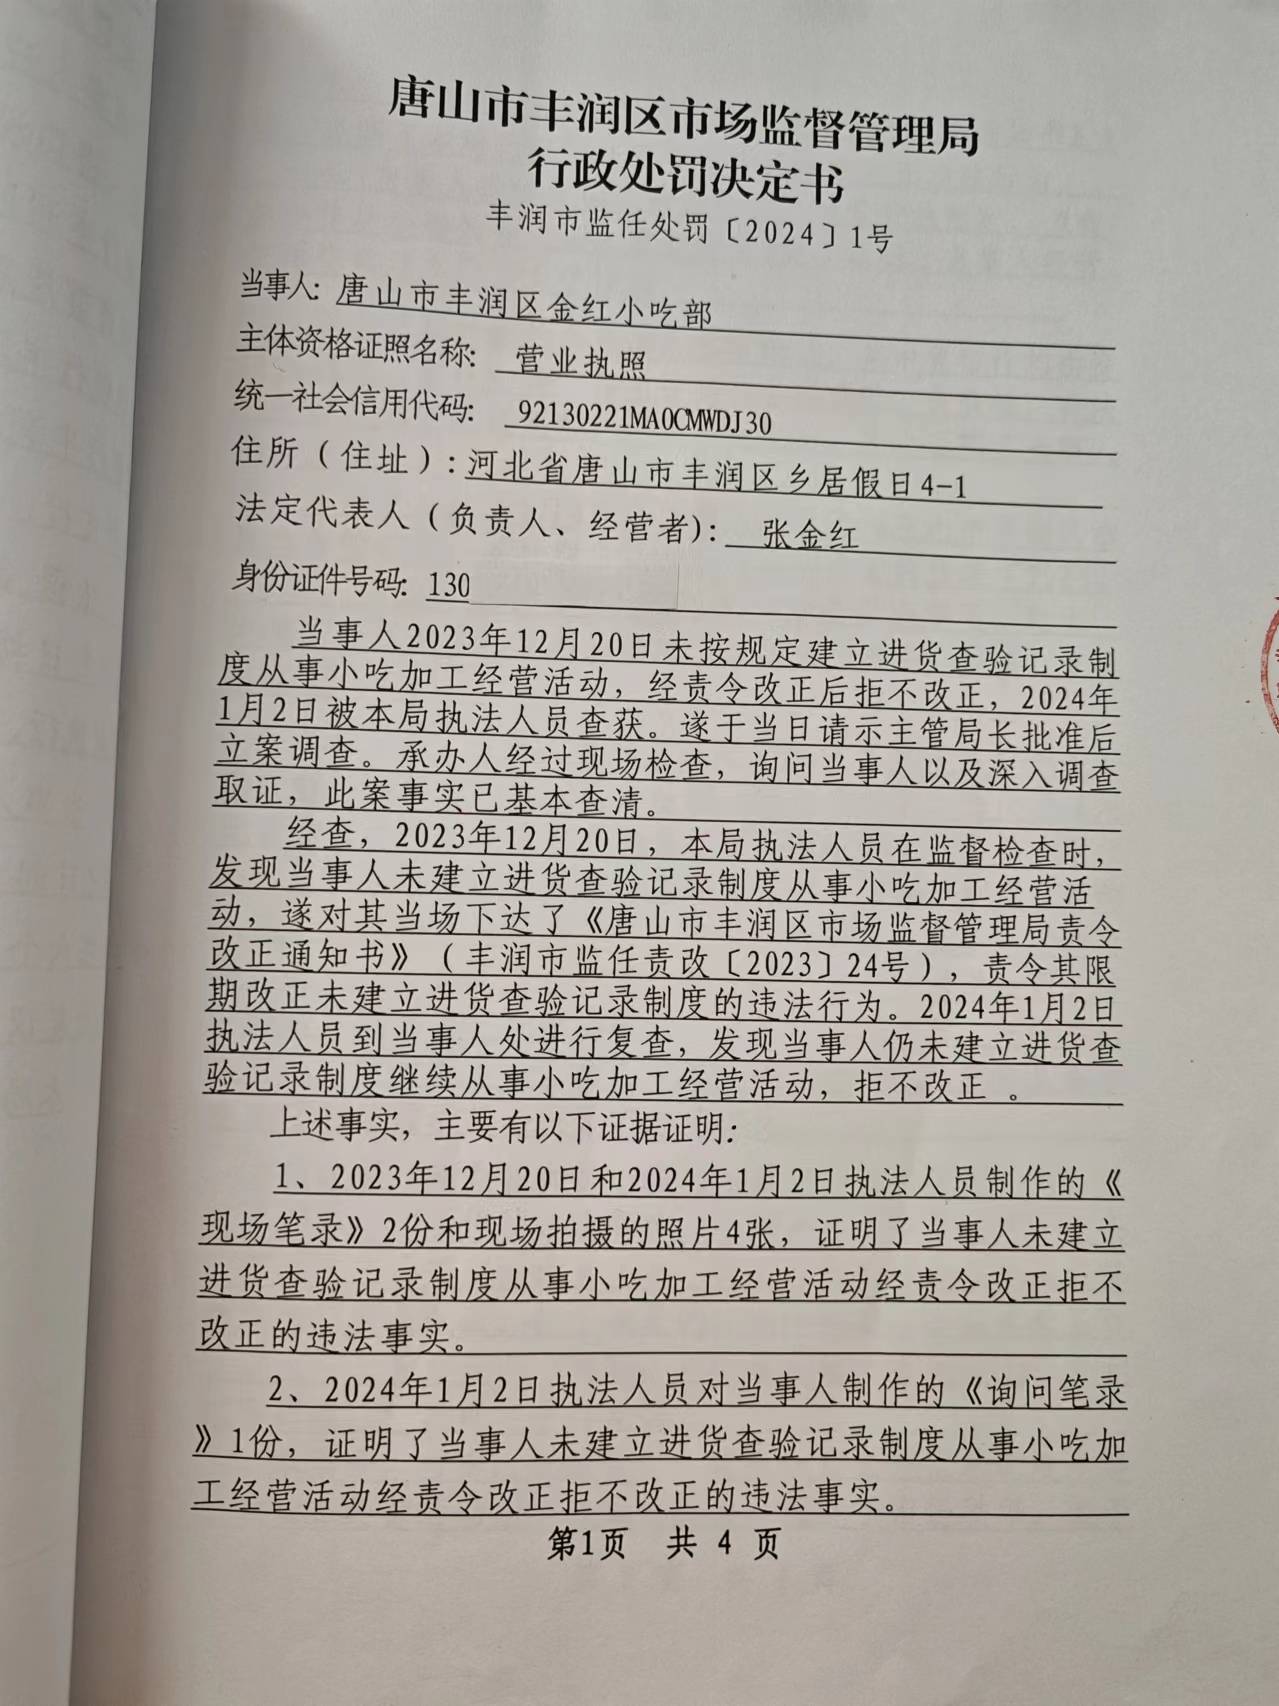 唐山市丰润区市场监督管理局
行政处罚决定书
丰润市监任处罚〔2024〕1号
当事人: 唐山市丰润区金红小吃部
主体资格证照名称: 营业执照
统一社会信用代码: 92130221MA0CMWDJ30
住所（住址）: 河北省唐山市丰润区乡居假日4-1
法定代表人（负责人、经营者）: 张金红
身份证件号码: 130
当事人2023年12月20日未按规定建立进货查验记录制
度从事小吃加工经营活动，经责令改正后拒不改正，2024年
1月2日被本局执法人员查获。遂于当日请示主管局长批准后
立案调查。承办人经过现场检查，询问当事人以及深入调查
取证，此案事实已基本查清。
经查，2023年12月20日，本局执法人员在监督检查时，
发现当事人未建立进货查验记录制度从事小吃加工经营活
动，遂对其当场下达了《唐山市丰润区市场监督管理局责令
改正通知书》（丰润市监任责改〔2023〕24号），责令其限
期改正未建立进货查验记录制度的违法行为。2024年1月2日
执法人员到当事人处进行复查，发现当事人仍未建立进货查
验记录制度继续从事小吃加工经营活动，拒不改正 。
上述事实，主要有以下证据证明:
1、2023年12月20日和2024年1月2日执法人员制作的《
现场笔录》2份和现场拍摄的照片4张，证明了当事人未建立
进货查验记录制度从事小吃加工经营活动经责令改正拒不
改正的违法事实。
2、2024年1月2日执法人员对当事人制作的《询问笔录
》1份，证明了当事人未建立进货查验记录制度从事小吃加
工经营活动经责令改正拒不改正的违法事实。
第1页 共 4 页